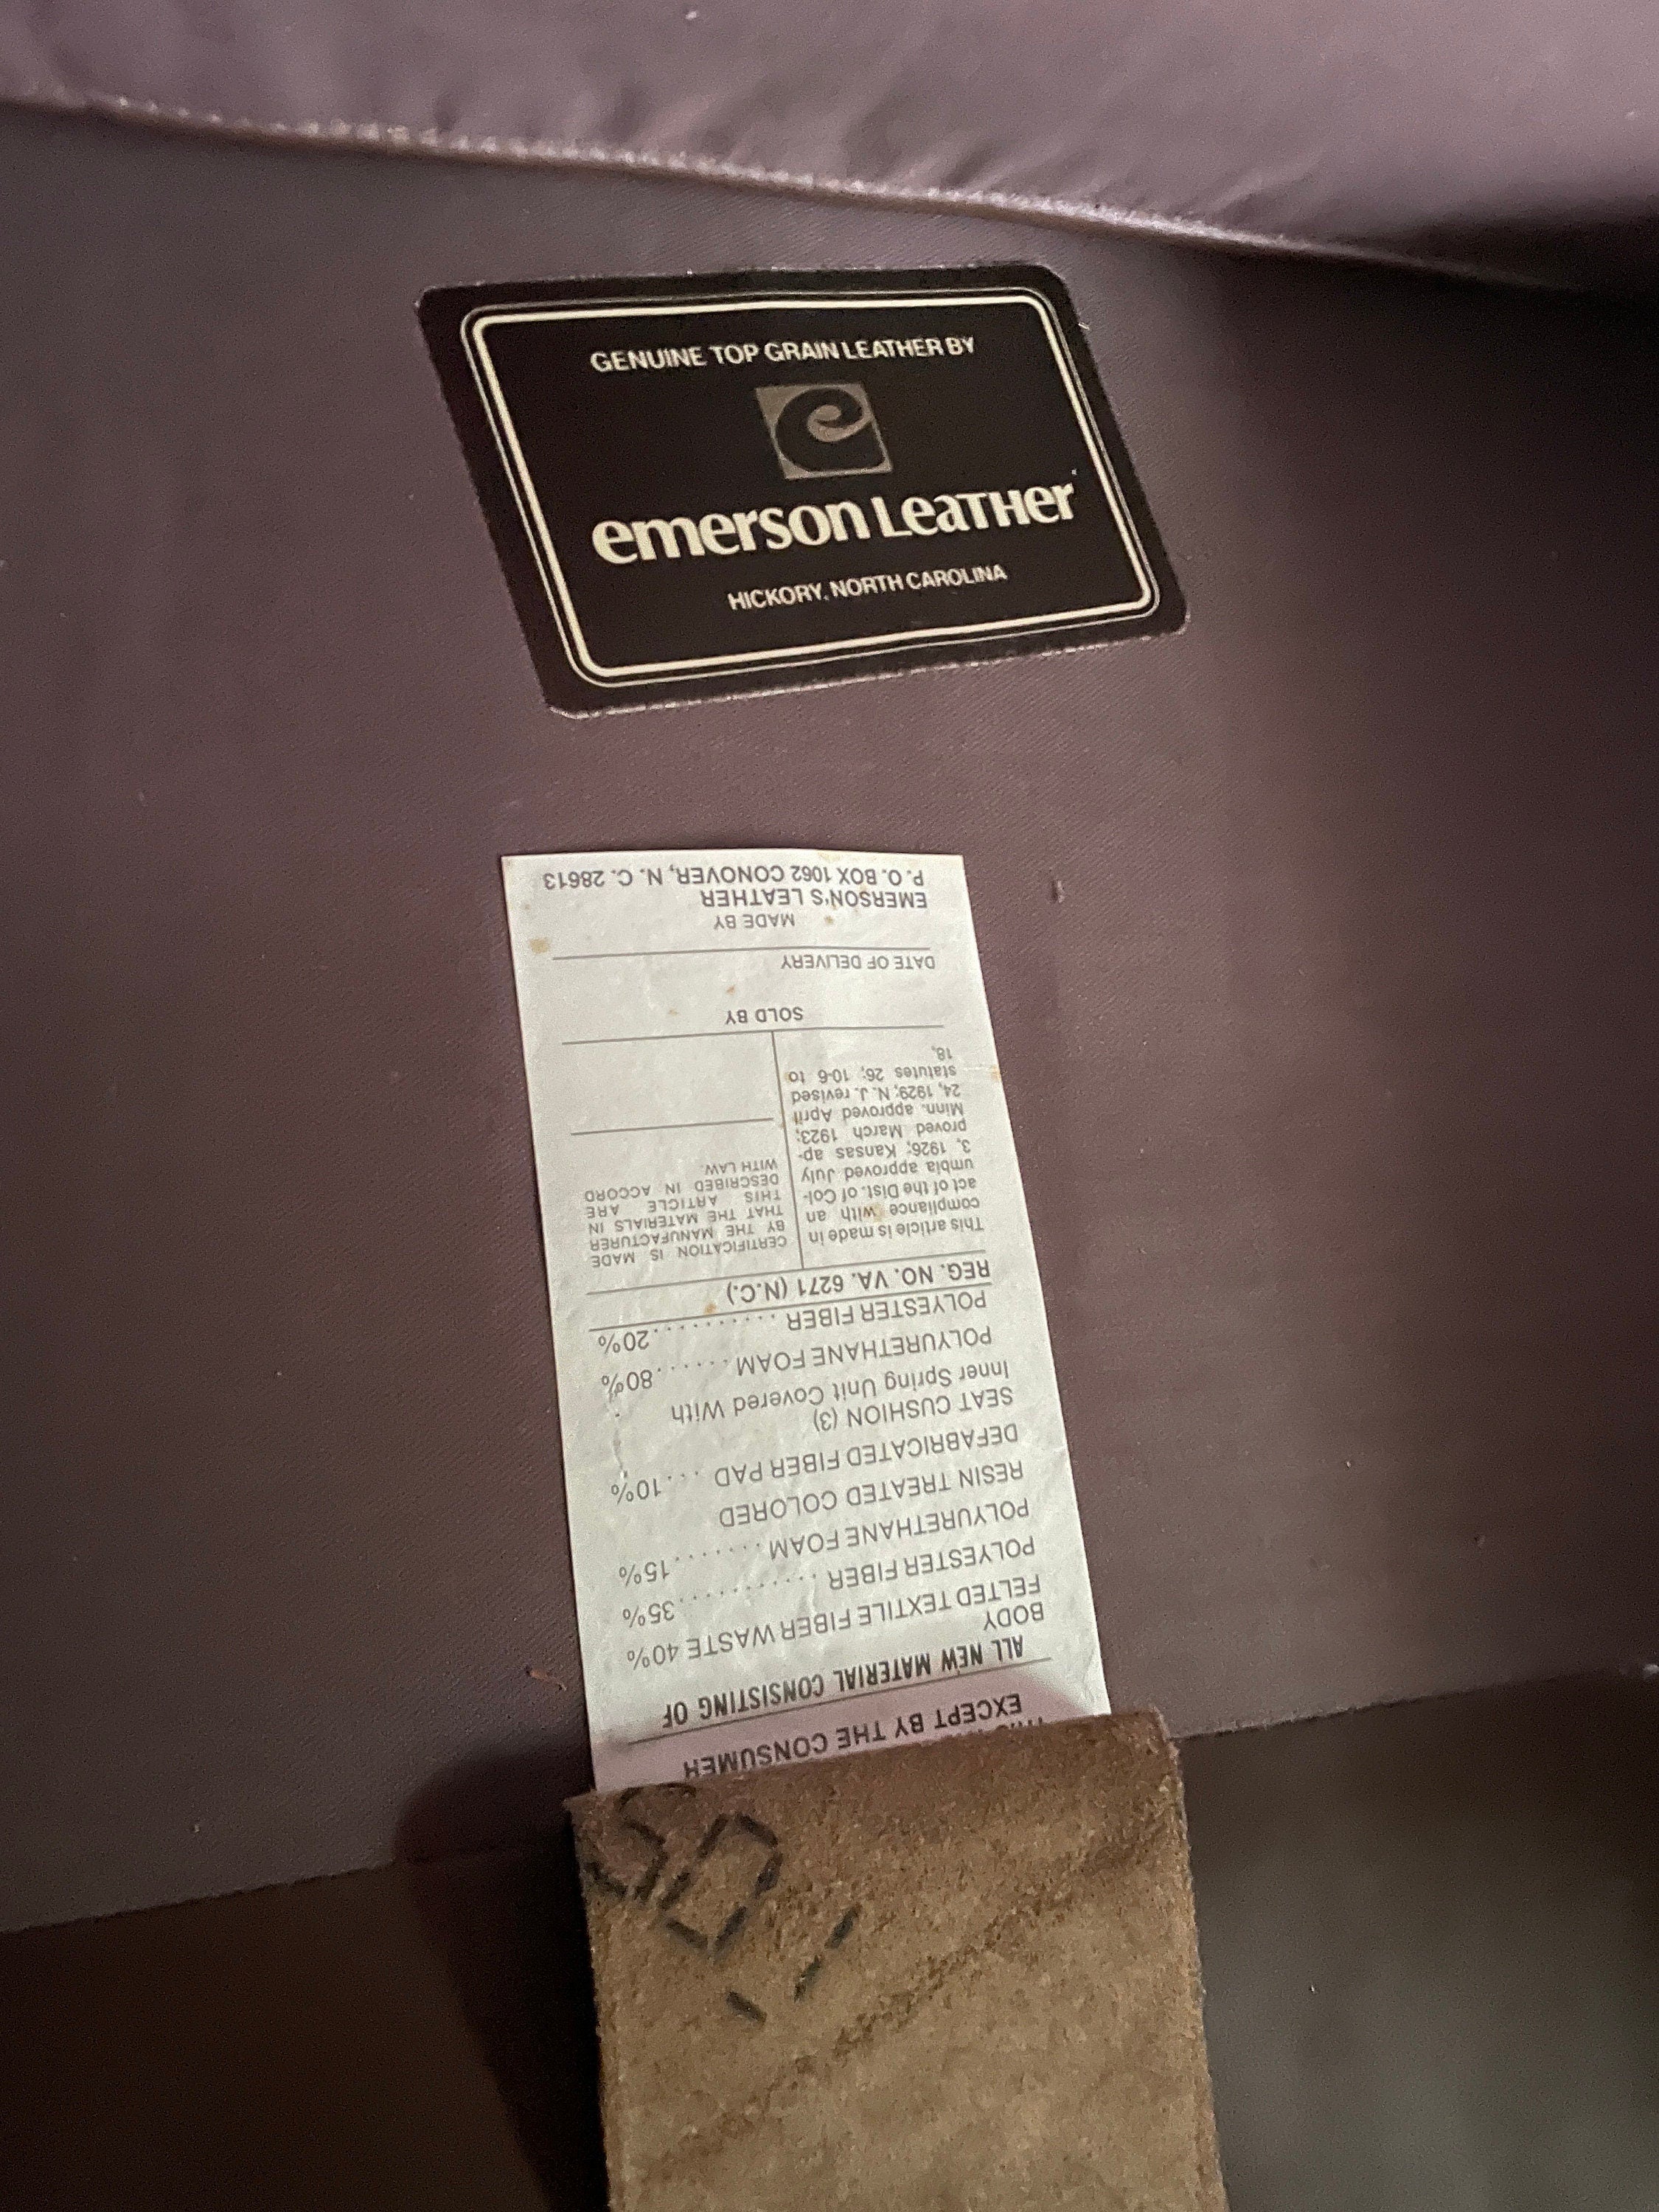 GENUINE TOP GRAIN LEATHER BY
emerson Leather
HICKORY, NORTH CAROLINA
EXCEPT BY THE CONSUMER
ALL NEW MATERIAL CONSISTING OF
BODY
FELTED TEXTILE FIBER WASTE 40%
POLYESTER FIBER ............35%
POLYURETHANE FOAM ........15%
RESIN TREATED COLORED
DEFABRICATED FIBER PAD ....10%
SEAT CUSHION (3)
Inner Spring Unit Covered With
POLYURETHANE FOAM .......80%
POLYESTER FIBER ...........20%
REG. NO. VA. 6271 (N.C.)
This article is made in
compliance with an
act of the Dist. of Col-
umbia approved July
3, 1926; Kansas ap-
proved March 1923;
Minn. approved April
24, 1929; N. J. revised
statutes 26; 10-6 to
18,
CERTIFICATION IS MADE
BY THE MANUFACTURER
THAT THE MATERIALS IN
THIS ARTICLE ARE
DESCRIBED IN ACCORD
WITH LAW.
SOLD BY
DATE OF DELIVERY
MADE BY
EMERSON'S LEATHER
P. O. BOX 1062 CONOVER, N. C. 28613